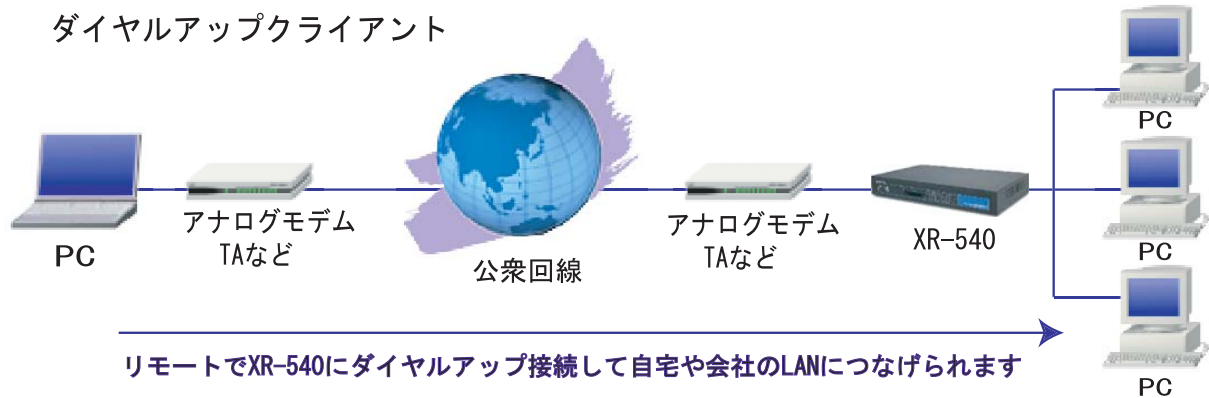 ダイヤルアップクライアント
PC
アナログモデム
TAなど
公衆回線
アナログモデム
TAなど
XR-540
PC
PC
PC
リモートでXR-540にダイヤルアップ接続して自宅や会社のLANにつなげられます